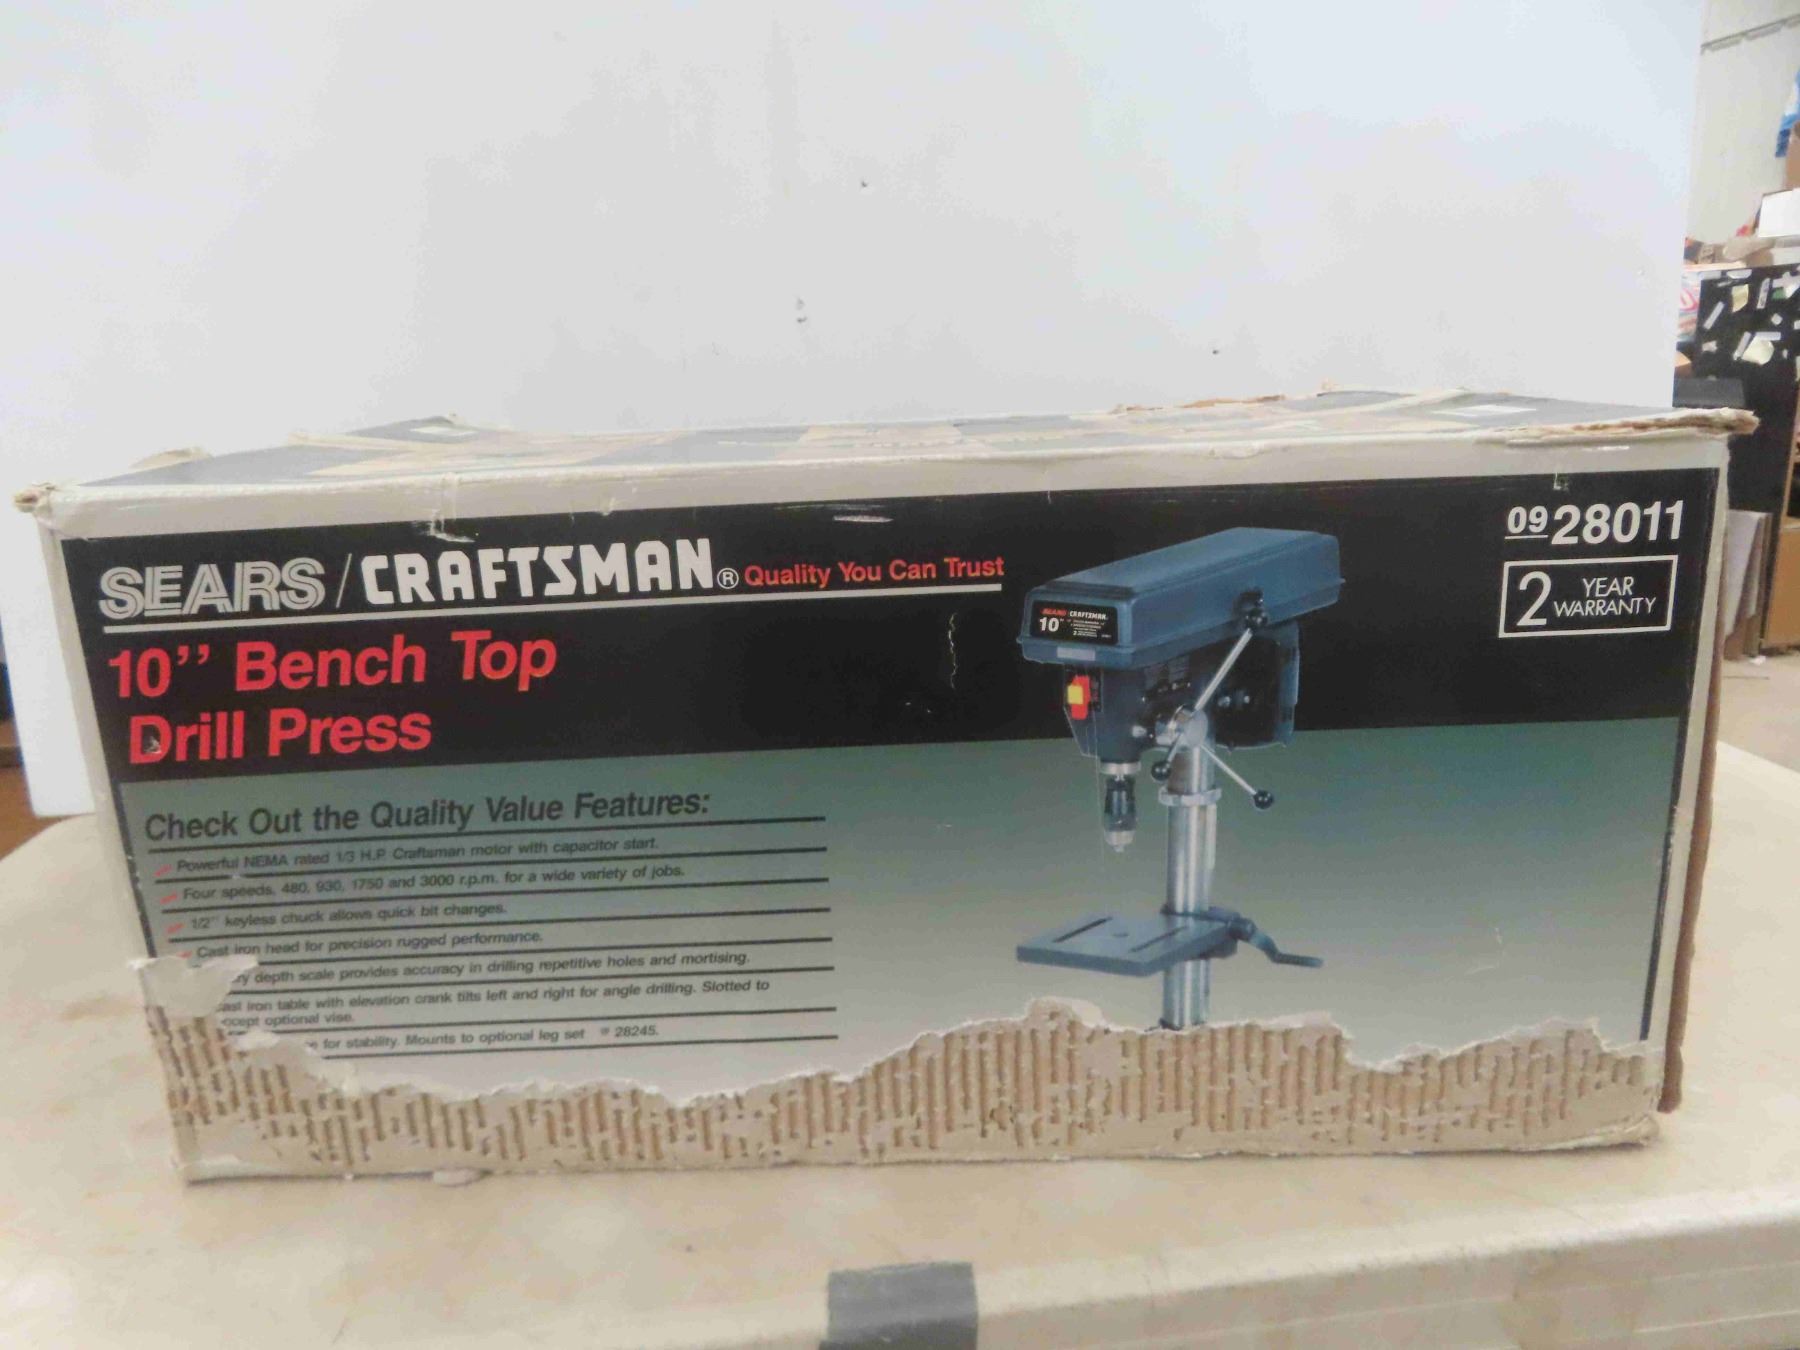 SEARS/CRAFTSMAN® Quality You Can Trust
10'' Bench Top
Drill Press
09 28011
2 YEAR
WARRANTY
SEARS CRAFTSMAN.
10"
Check Out the Quality Value Features:
Powerful NEMA rated 1/3 H.P. Craftsman motor with capacitor start.
Four speeds, 480, 930, 1750 and 3000 r.p.m. for a wide variety of jobs.
1/2'' keyless chuck allows quick bit changes.
Cast iron head for precision rugged performance.
depth scale provides accuracy in drilling repetitive holes and mortising.
iron table with elevation crank tilts left and right for angle drilling. Slotted to
optional vise.
for stability. Mounts to optional leg set 28245.